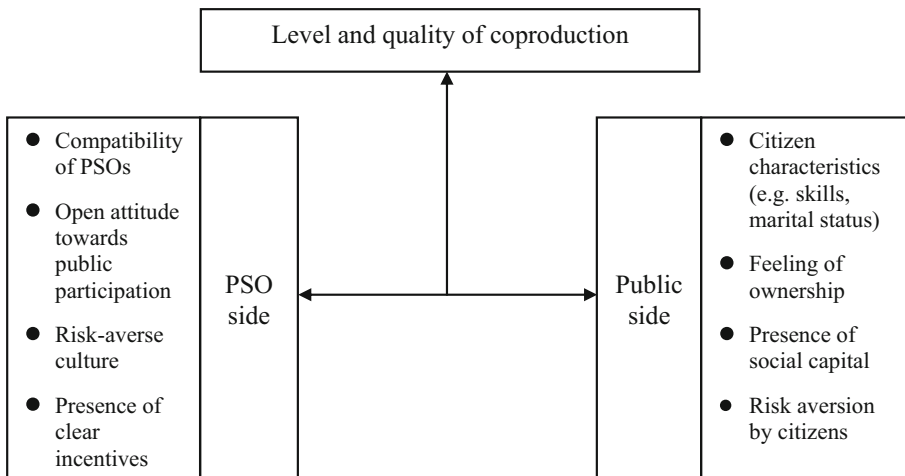 Level and quality of coproduction
● Compatibility
of PSOs
● Open attitude
towards
public
participation
● Risk-averse
culture
● Presence of
clear
incentives
PSO
side
Public
side
● Citizen
characteristics
(e.g. skills,
marital status)
● Feeling of
ownership
● Presence of
social capital
● Risk aversion
by citizens